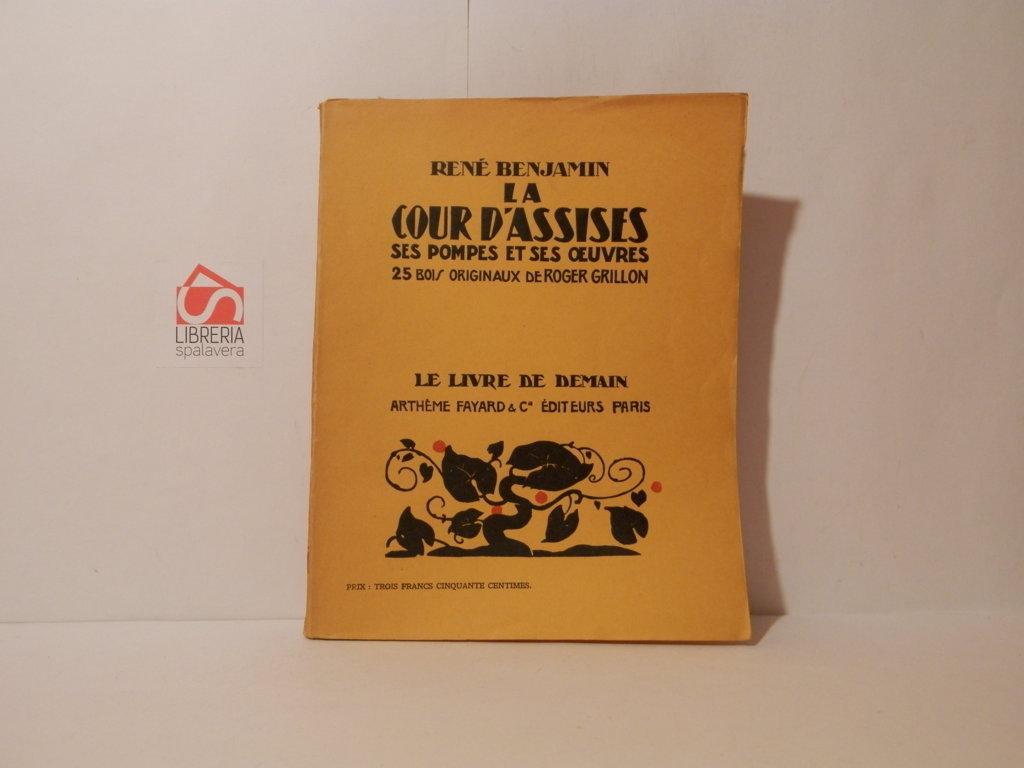 RENÉ BENJAMIN
LA
COUR D'ASSISES
SES POMPES ET SES ŒUVRES
25 BOIS ORIGINAUX DE ROGER GRILLON
LE LIVRE DE DEMAIN
ARTHÈME FAYARD & Cie ÉDITEURS PARIS
PRIX : TROIS FRANCS CINQUANTE CENTIMES.
LIBRERIA
spalavera